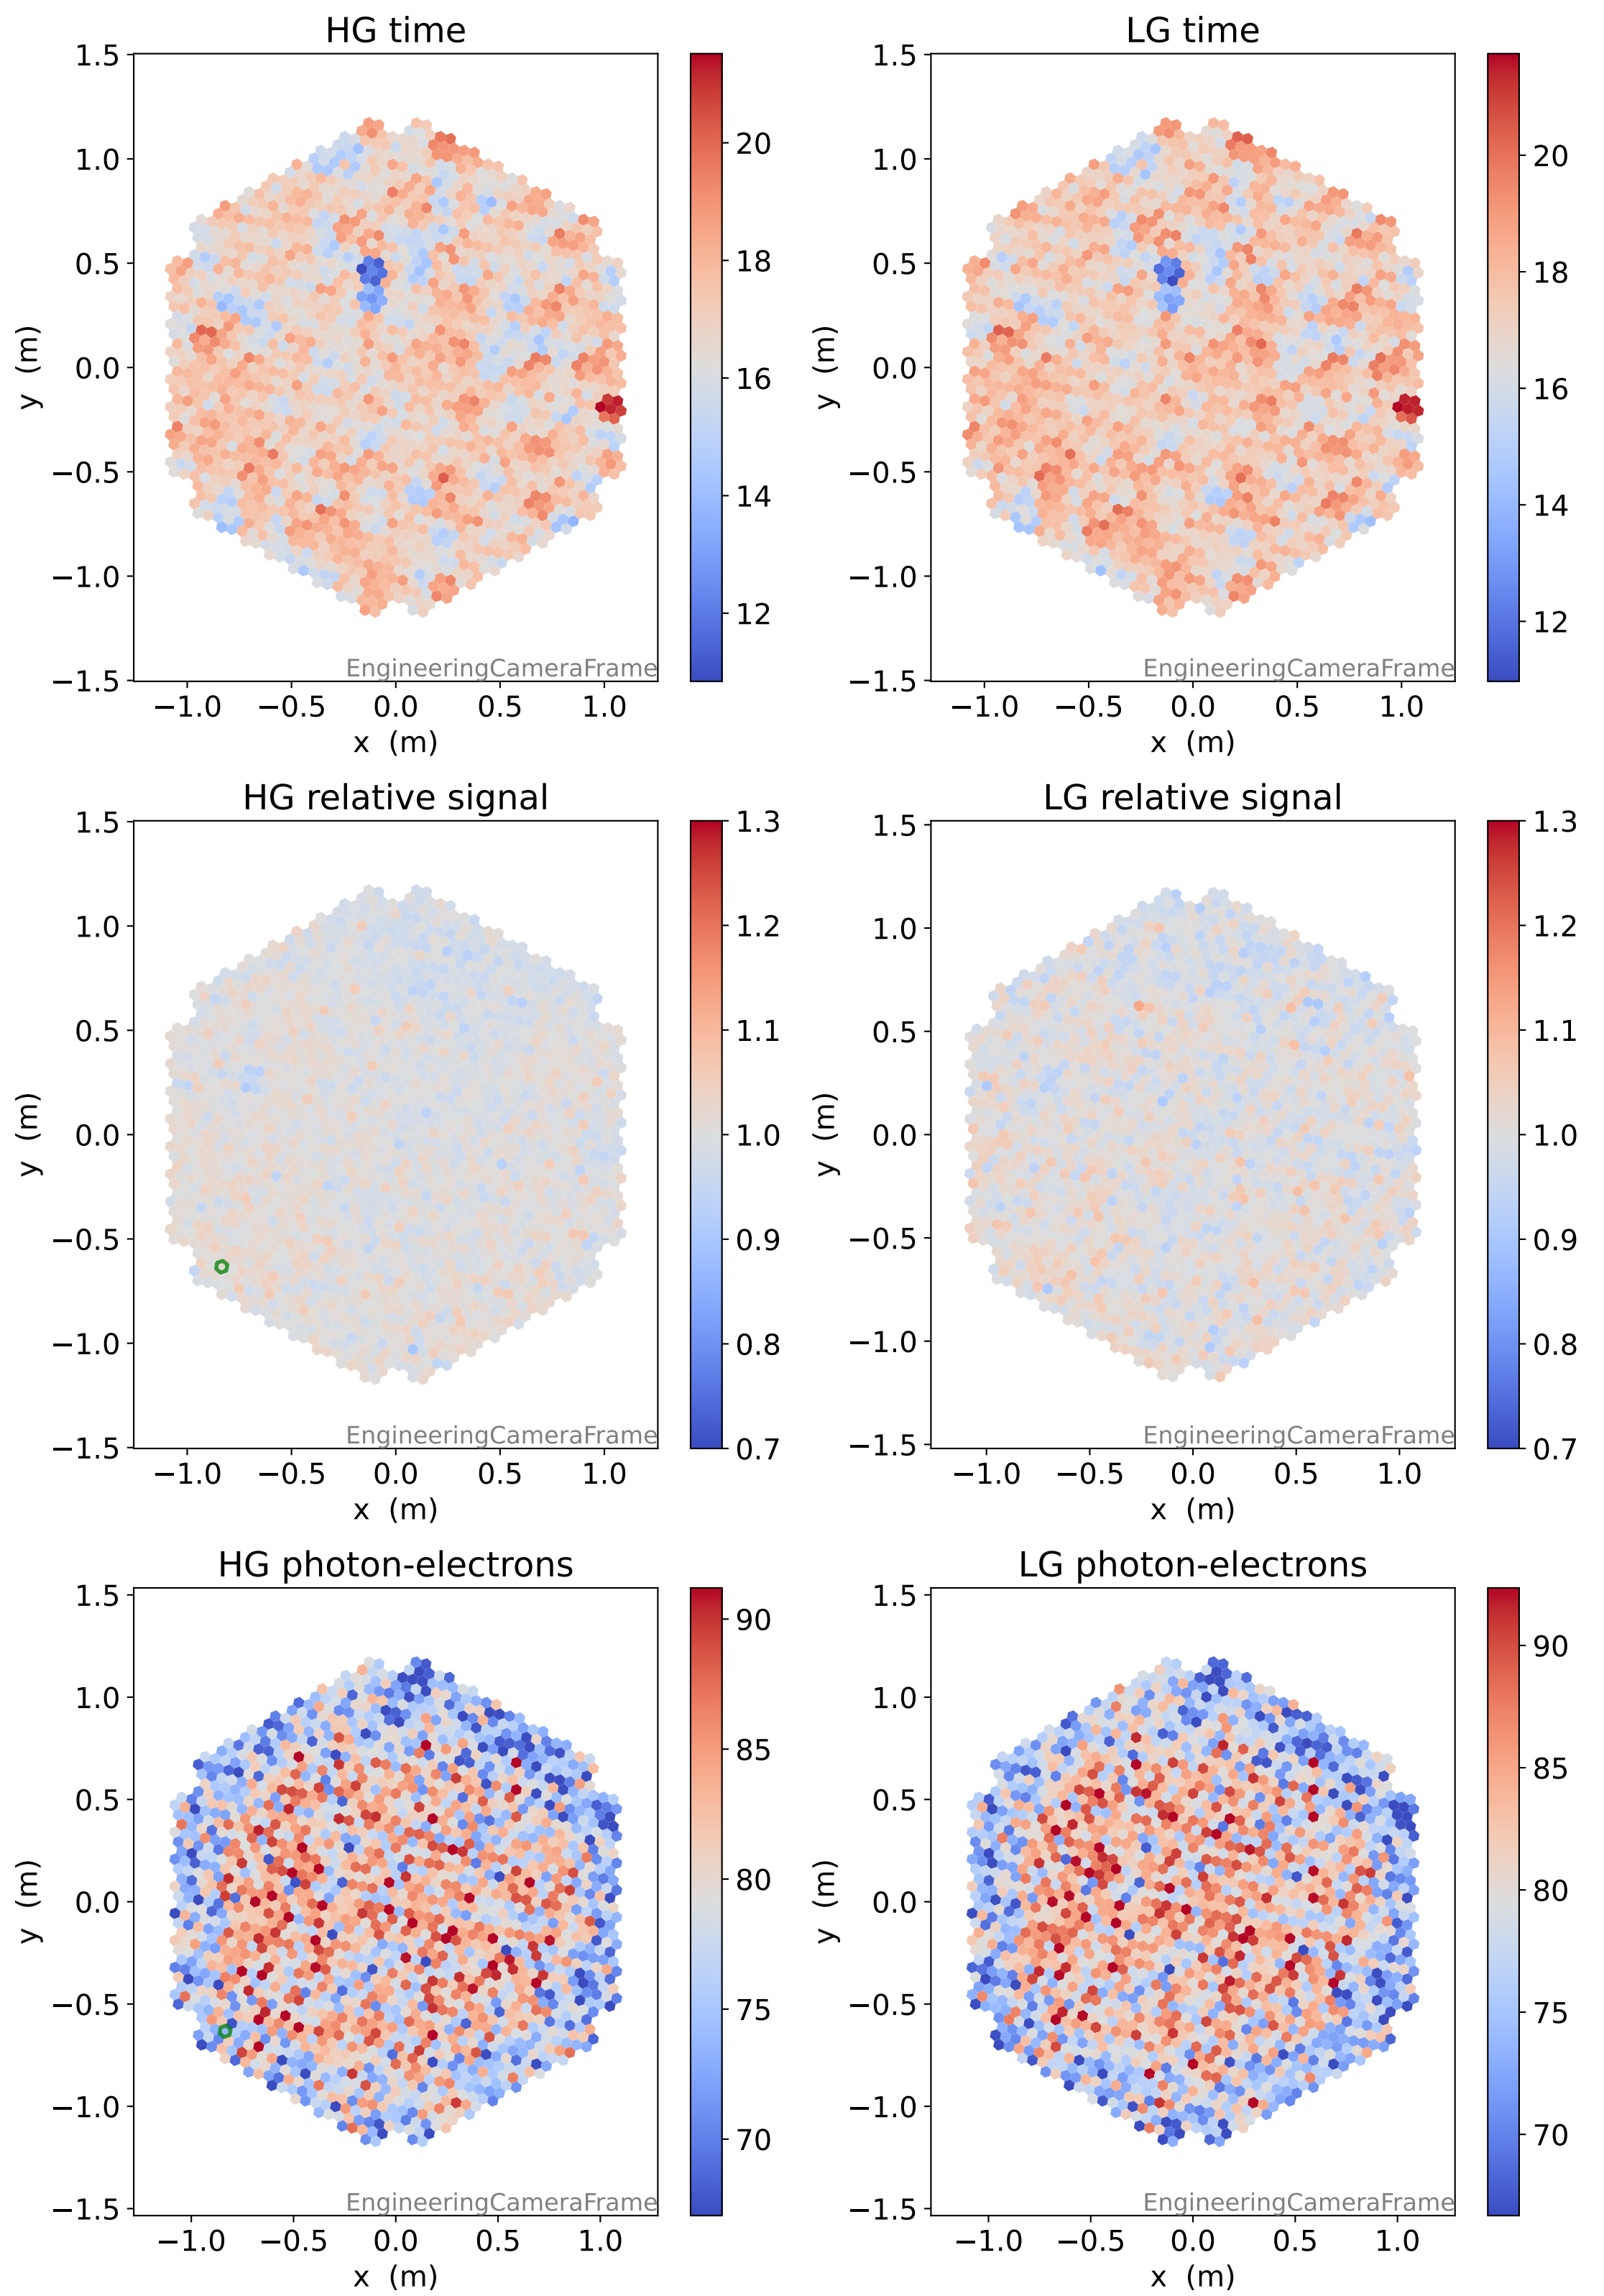 HG time
1.5
1.0
0.5
0.0
−0.5
−1.0
−1.5
y (m)
−1.0 −0.5 0.0 0.5 1.0
x (m)
EngineeringCameraFrame
20
18
16
14
12
LG time
1.5
1.0
0.5
0.0
−0.5
−1.0
−1.5
y (m)
−1.0 −0.5 0.0 0.5 1.0
x (m)
EngineeringCameraFrame
20
18
16
14
12
HG relative signal
1.5
1.0
0.5
0.0
−0.5
−1.0
−1.5
y (m)
−1.0 −0.5 0.0 0.5 1.0
x (m)
EngineeringCameraFrame
1.3
1.2
1.1
1.0
0.9
0.8
0.7
LG relative signal
1.5
1.0
0.5
0.0
−0.5
−1.0
−1.5
y (m)
−1.0 −0.5 0.0 0.5 1.0
x (m)
EngineeringCameraFrame
1.3
1.2
1.1
1.0
0.9
0.8
0.7
HG photon-electrons
1.5
1.0
0.5
0.0
−0.5
−1.0
−1.5
y (m)
−1.0 −0.5 0.0 0.5 1.0
x (m)
EngineeringCameraFrame
90
85
80
75
70
LG photon-electrons
1.5
1.0
0.5
0.0
−0.5
−1.0
−1.5
y (m)
−1.0 −0.5 0.0 0.5 1.0
x (m)
EngineeringCameraFrame
90
85
80
75
70